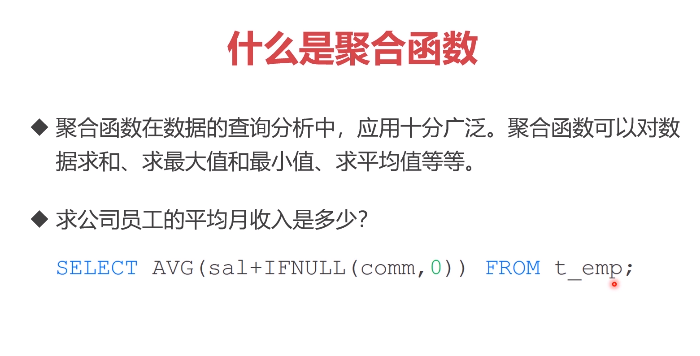 什么是聚合函数
◆ 聚合函数在数据的查询分析中，应用十分广泛。聚合函数可以对数
据求和、求最大值和最小值、求平均值等等。
◆ 求公司员工的平均月收入是多少？
SELECT AVG(sal+IFNULL(comm,0)) FROM t_emp;